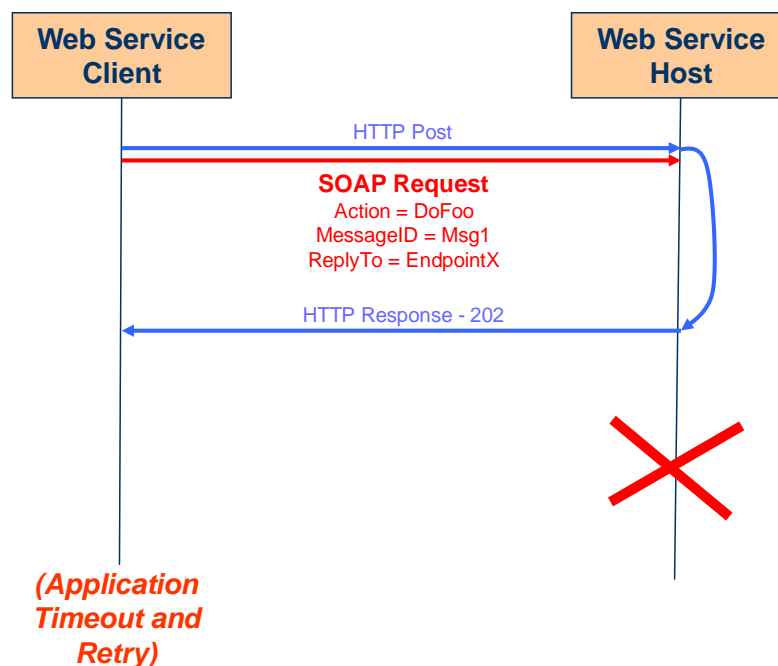 Web Service
Client
Web Service
Host
HTTP Post
SOAP Request
Action = DoFoo
MessageID = Msg1
ReplyTo = EndpointX
HTTP Response - 202
(Application
Timeout and
Retry)